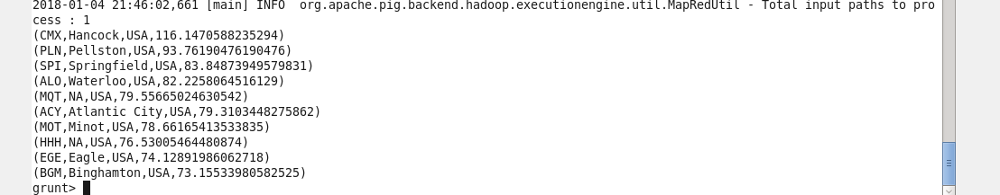 2018-01-04 21:46:02,661 [main] INFO  org.apache.pig.backend.hadoop.executionengine.util.MapRedUtil - Total input paths to pro
cess : 1
(CMX,Hancock,USA,116.1470588235294)
(PLN,Pellston,USA,93.76190476190476)
(SPI,Springfield,USA,83.84873949579831)
(ALO,Waterloo,USA,82.2258064516129)
(MQT,NA,USA,79.55665024630542)
(ACY,Atlantic City,USA,79.3103448275862)
(MOT,Minot,USA,78.66165413533835)
(HHH,NA,USA,76.53005464480874)
(EGE,Eagle,USA,74.12891986062718)
(BGM,Binghamton,USA,73.15533980582525)
grunt>